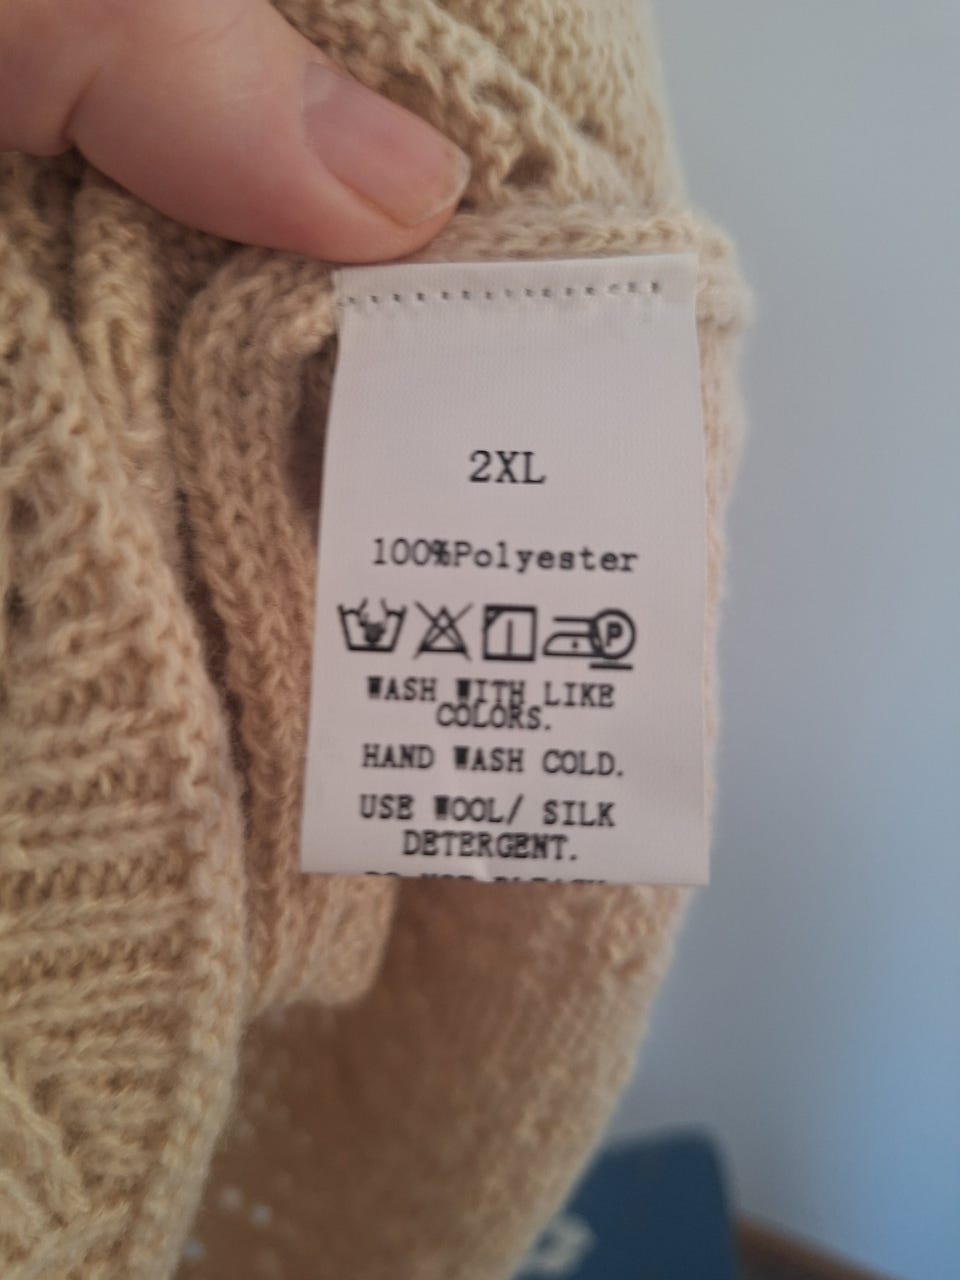 2XL
100%Polyester
P
WASH WITH LIKE
COLORS.
HAND WASH COLD.
USE WOOL/ SILK
DETERGENT.